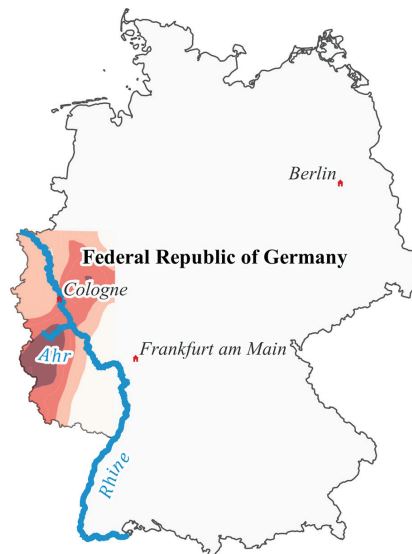 Berlin
Federal Republic of Germany
Cologne
Ahr
Frankfurt am Main
Rhine